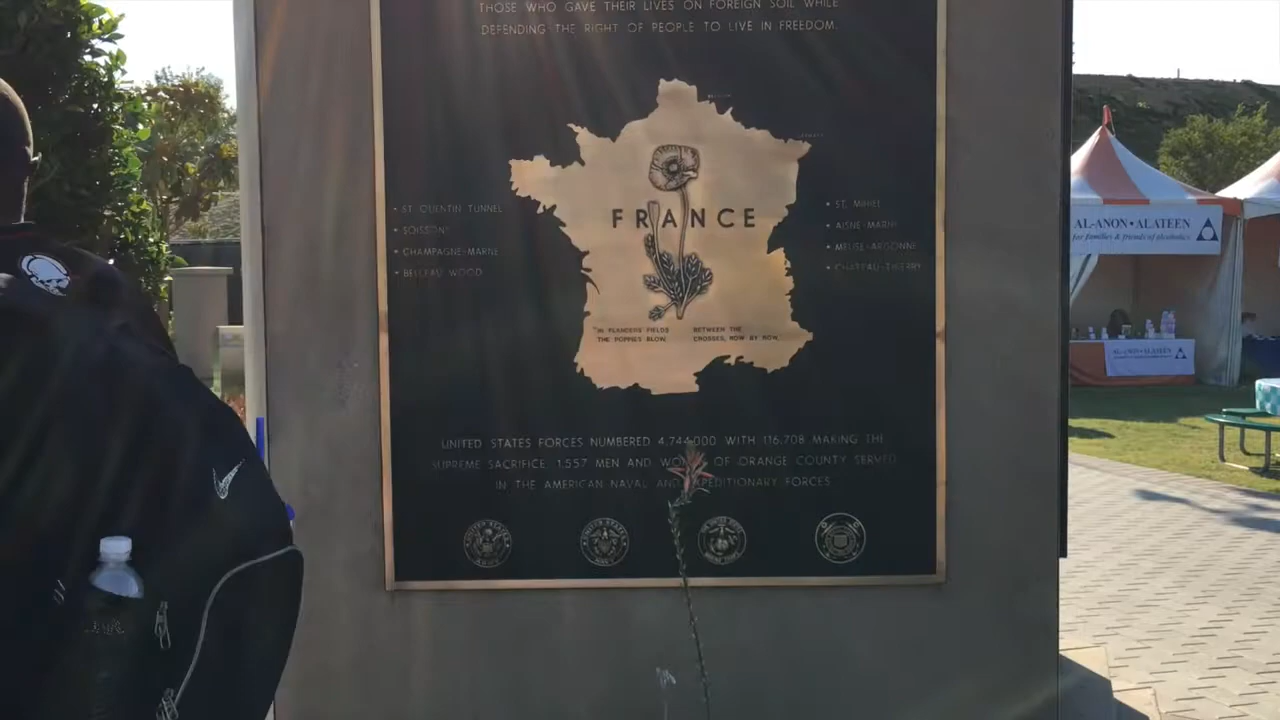 THOSE WHO GAVE THEIR LIVES ON FOREIGN SOIL WHILE
DEFENDING THE RIGHT OF PEOPLE TO LIVE IN FREEDOM.
FRANCE
• ST. QUENTIN TUNNEL
• SOISSONS
• CHAMPAGNE-MARNE
• BELLEAU WOOD
• ST. MIHIEL
• AISNE-MARNE
• MEUSE-ARGONNE
• CHATEAU-THIERRY
"IN FLANDERS FIELDS
THE POPPIES BLOW
BETWEEN THE
CROSSES, ROW BY ROW,
UNITED STATES FORCES NUMBERED 4,744,000 WITH 116,708 MAKING THE
SUPREME SACRIFICE. 1,557 MEN AND OF ORANGE COUNTY SERVED
IN THE AMERICAN NAVAL AND FORCES
AL-ANON • ALATEEN
for families & friends of alcoholics
AL-ANON • ALATEEN